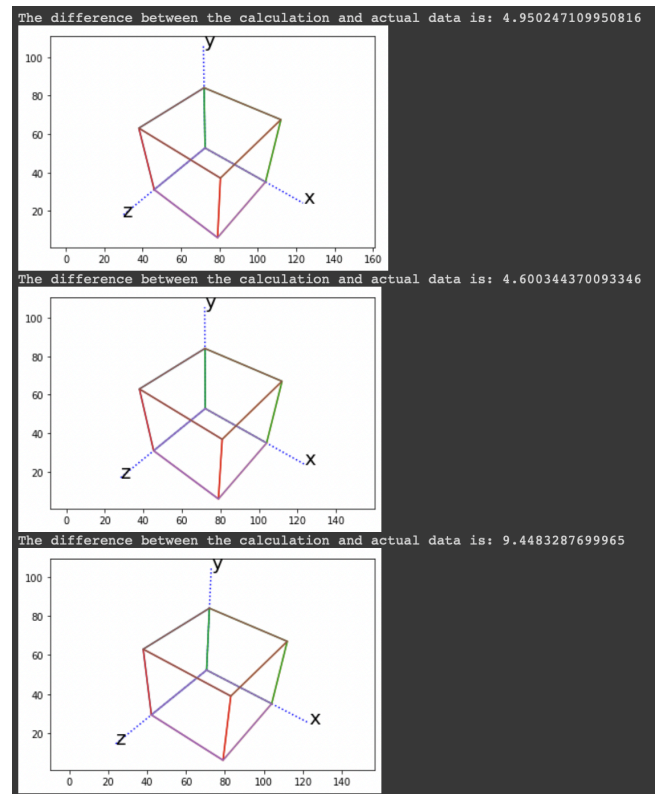 The difference between the calculation and actual data is: 4.950247109950816
y
100
80
60
40
20
x
z
0 20 40 60 80 100 120 140 160
The difference between the calculation and actual data is: 4.600344370093346
y
100
80
60
40
20
x
z
0 20 40 60 80 100 120 140
The difference between the calculation and actual data is: 9.4483287699965
y
100
80
60
40
20
x
z
0 20 40 60 80 100 120 140